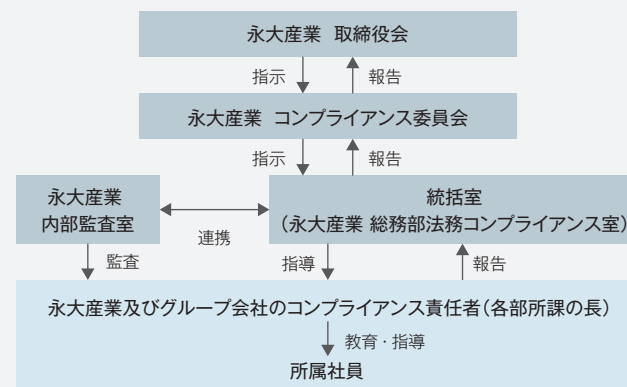 永大産業 取締役会
指示
報告
永大産業 コンプライアンス委員会
指示
報告
永大産業
内部監査室
連携
統括室
（永大産業 総務部法務コンプライアンス室）
監査
指導
報告
永大産業及びグループ会社のコンプライアンス責任者（各部所課の長）
教育・指導
所属社員